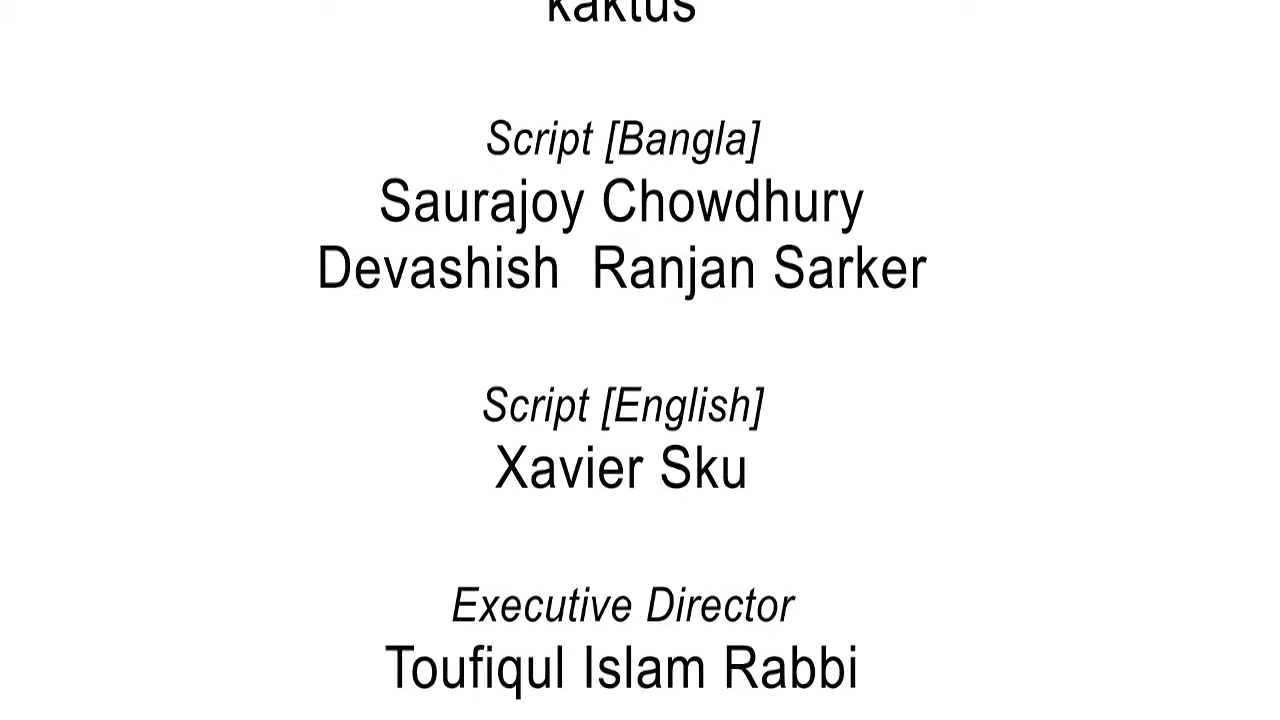 kaktus
Script [Bangla]
Saurajoy Chowdhury
Devashish Ranjan Sarker
Script [English]
Xavier Sku
Executive Director
Toufiqul Islam Rabbi